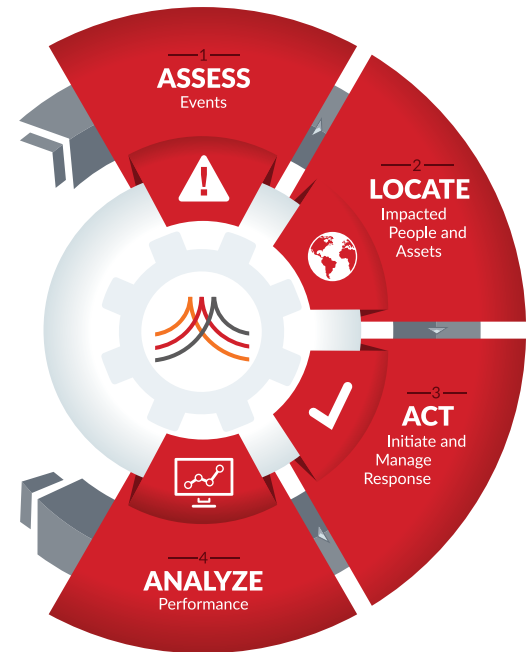 1
ASSESS
Events
2
LOCATE
Impacted
People and
Assets
3
ACT
Initiate and
Manage
Response
4
ANALYZE
Performance